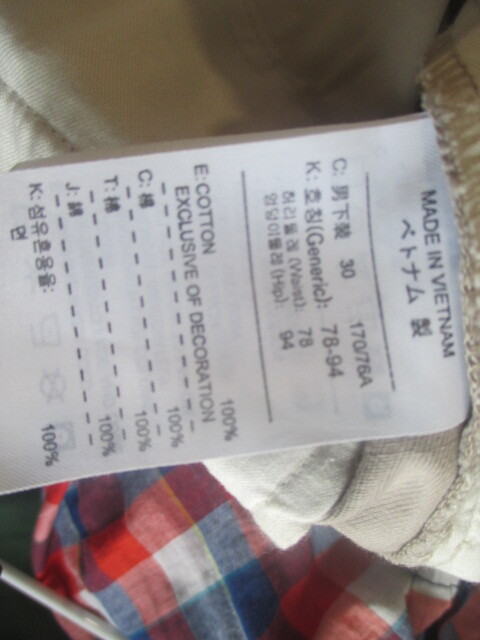 MADE IN VIETNAM
ベトナム 製
C: 男下装 30 170/76A
K: 호칭(Generic): 78-94
허리둘레 (Waist): 78
엉덩이둘레(Hip): 94
E: COTTON 100%
EXCLUSIVE OF DECORATION
C: 棉 100%
T: 棉 100%
J: 綿 100%
K: 섬유혼용율:
면 100%